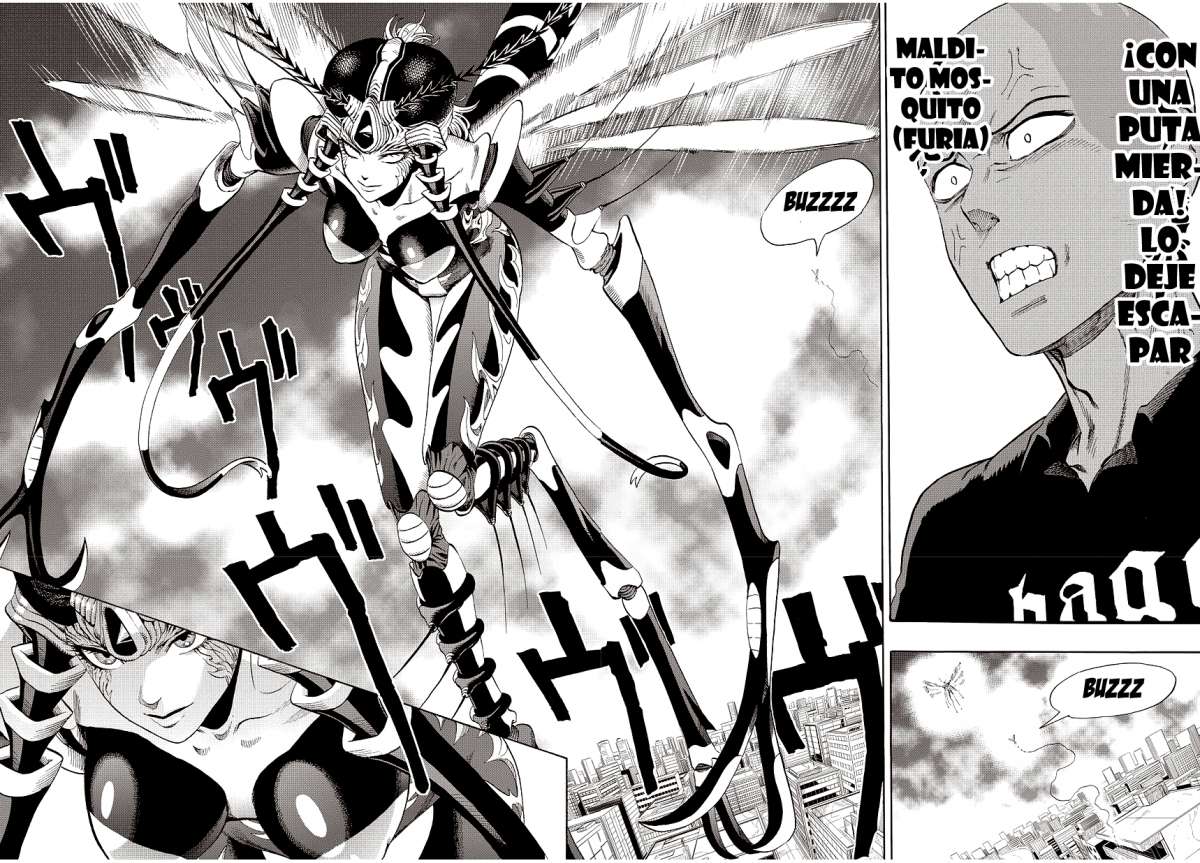 ¡CON
UNA
PUTA
MIER-
DA!
LO
DEJE
ESCA-
PAR
MALDI-
TO MOS-
QUITO
(FURIA)
BUZZZ
BUZZZZ
ヴ
ヴ
ヴ
ヴ
ヴ
ヴ